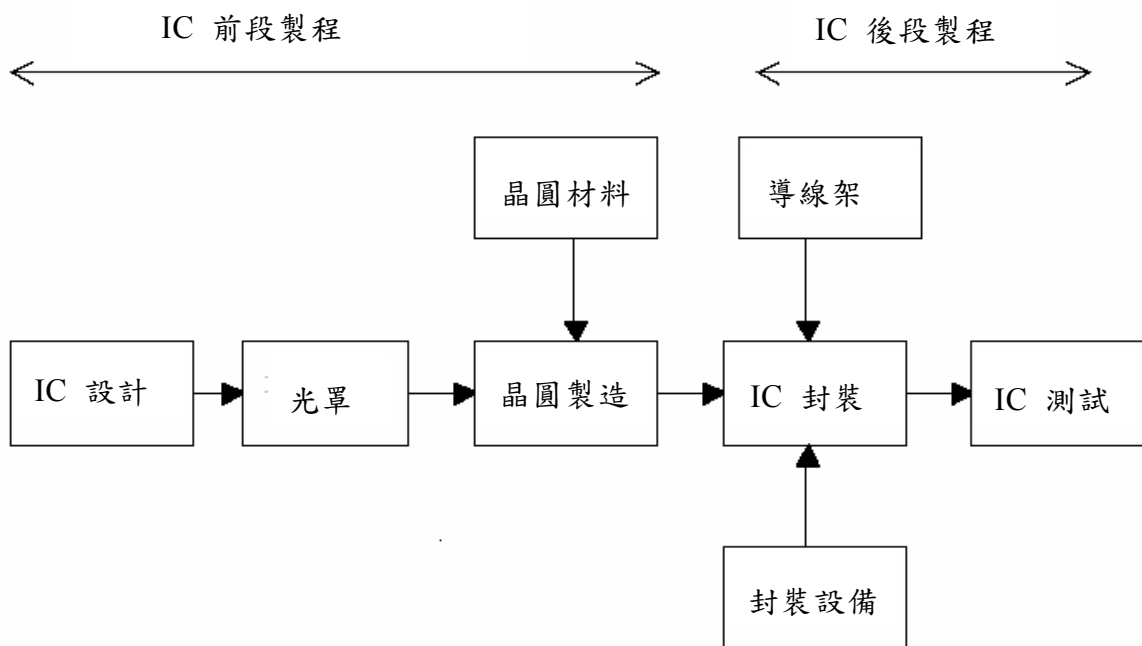 IC 前段製程
IC 後段製程
晶圓材料
導線架
IC 設計
光罩
晶圓製造
IC 封裝
IC 測試
封裝設備